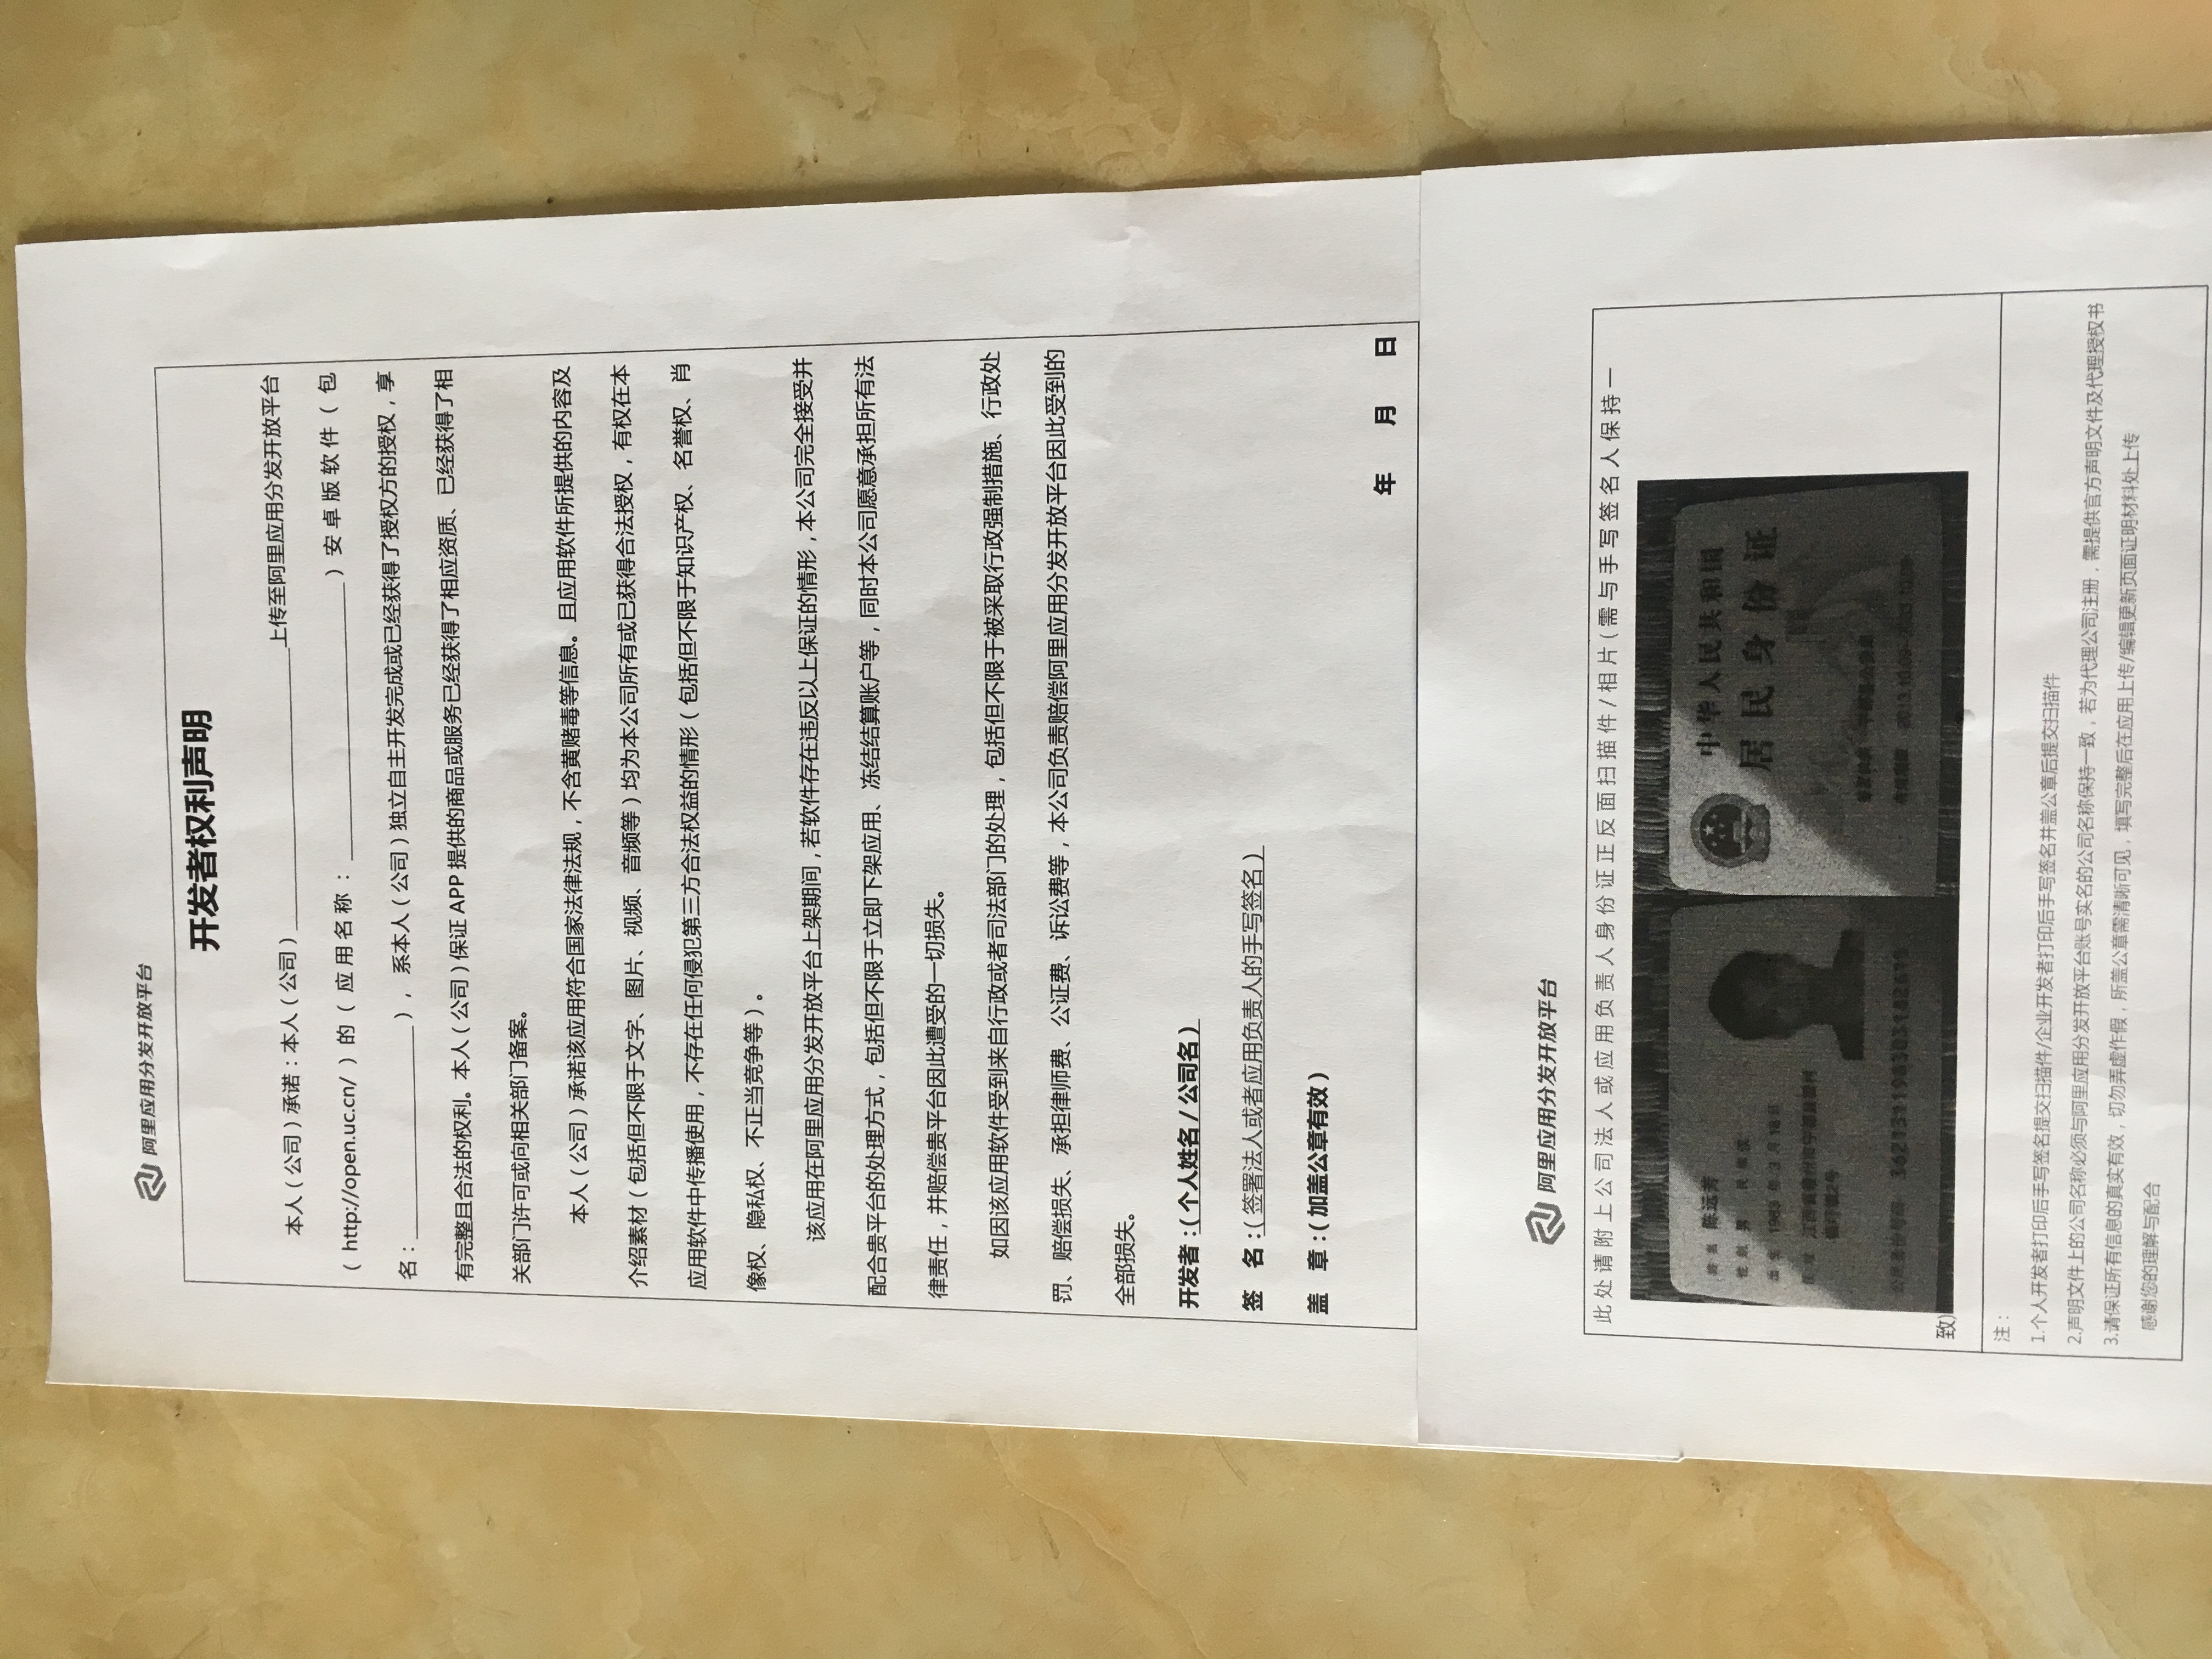 阿里应用分发开放平台
开发者权利声明
本人（公司）承诺：本人（公司）____________________上传至阿里应用分发开放平台
（ http://open.uc.cn/ ）的（应用名称：____________________）安卓版软件（包
名：________________），系本人（公司）独立自主开发完成或已经获得了授权方的授权，享
有完整且合法的权利。本人（公司）保证 APP 提供的商品或服务已经获得了相应资质、已经获得了相
关部门许可或向相关部门备案。
本人（公司）承诺该应用符合国家法律法规，不含黄赌毒等信息。且应用软件所提供的内容及
介绍素材（包括但不限于文字、图片、视频、音频等）均为本公司所有或已获得合法授权，有权在本
应用软件中传播使用，不存在任何侵犯第三方合法权益的情形（包括但不限于知识产权、名誉权、肖
像权、隐私权、不正当竞争等）。
该应用在阿里应用分发开放平台上架期间，若软件存在违反以上保证的情形，本公司完全接受并
配合贵平台的处理方式，包括但不限于立即下架应用、冻结结算账户等，同时本公司愿意承担所有法
律责任，并赔偿贵平台因此遭受的一切损失。
如因该应用软件受到来自行政或者司法部门的处理，包括但不限于被采取行政强制措施、行政处
罚、赔偿损失、承担律师费、公证费、诉讼费等，本公司负责赔偿阿里应用分发开放平台因此受到的
全部损失。
开发者：（个人姓名 / 公司名）
签 名：（签署法人或者应用负责人的手写签名）
盖 章：（加盖公章有效）
年 月 日
阿里应用分发开放平台
此处请附上公司法人或应用负责人身份证正反面扫描件/相片(需与手写签名人保持一
姓名 陈远芳
性别 男 民族 汉
出生 1983 年 3 月 18 日
住址
公民身份号码
中华人民共和国
居民身份证
签发机关 宁都县公安局
有效期限
致)
注：
1.个人开发者打印后手写签名提交扫描件/企业开发者打印后手写签名并盖公章后提交扫描件
2.声明文件上的公司名称必须与阿里应用分发开放平台账号实名的公司名称保持一致，若为代理公司注册，需提供官方声明文件及代理授权书
3.请保证所有信息的真实有效，切勿弄虚作假，所盖公章需清晰可见，填写完整后在应用上传/编辑更新页面证明材料处上传
感谢您的理解与配合